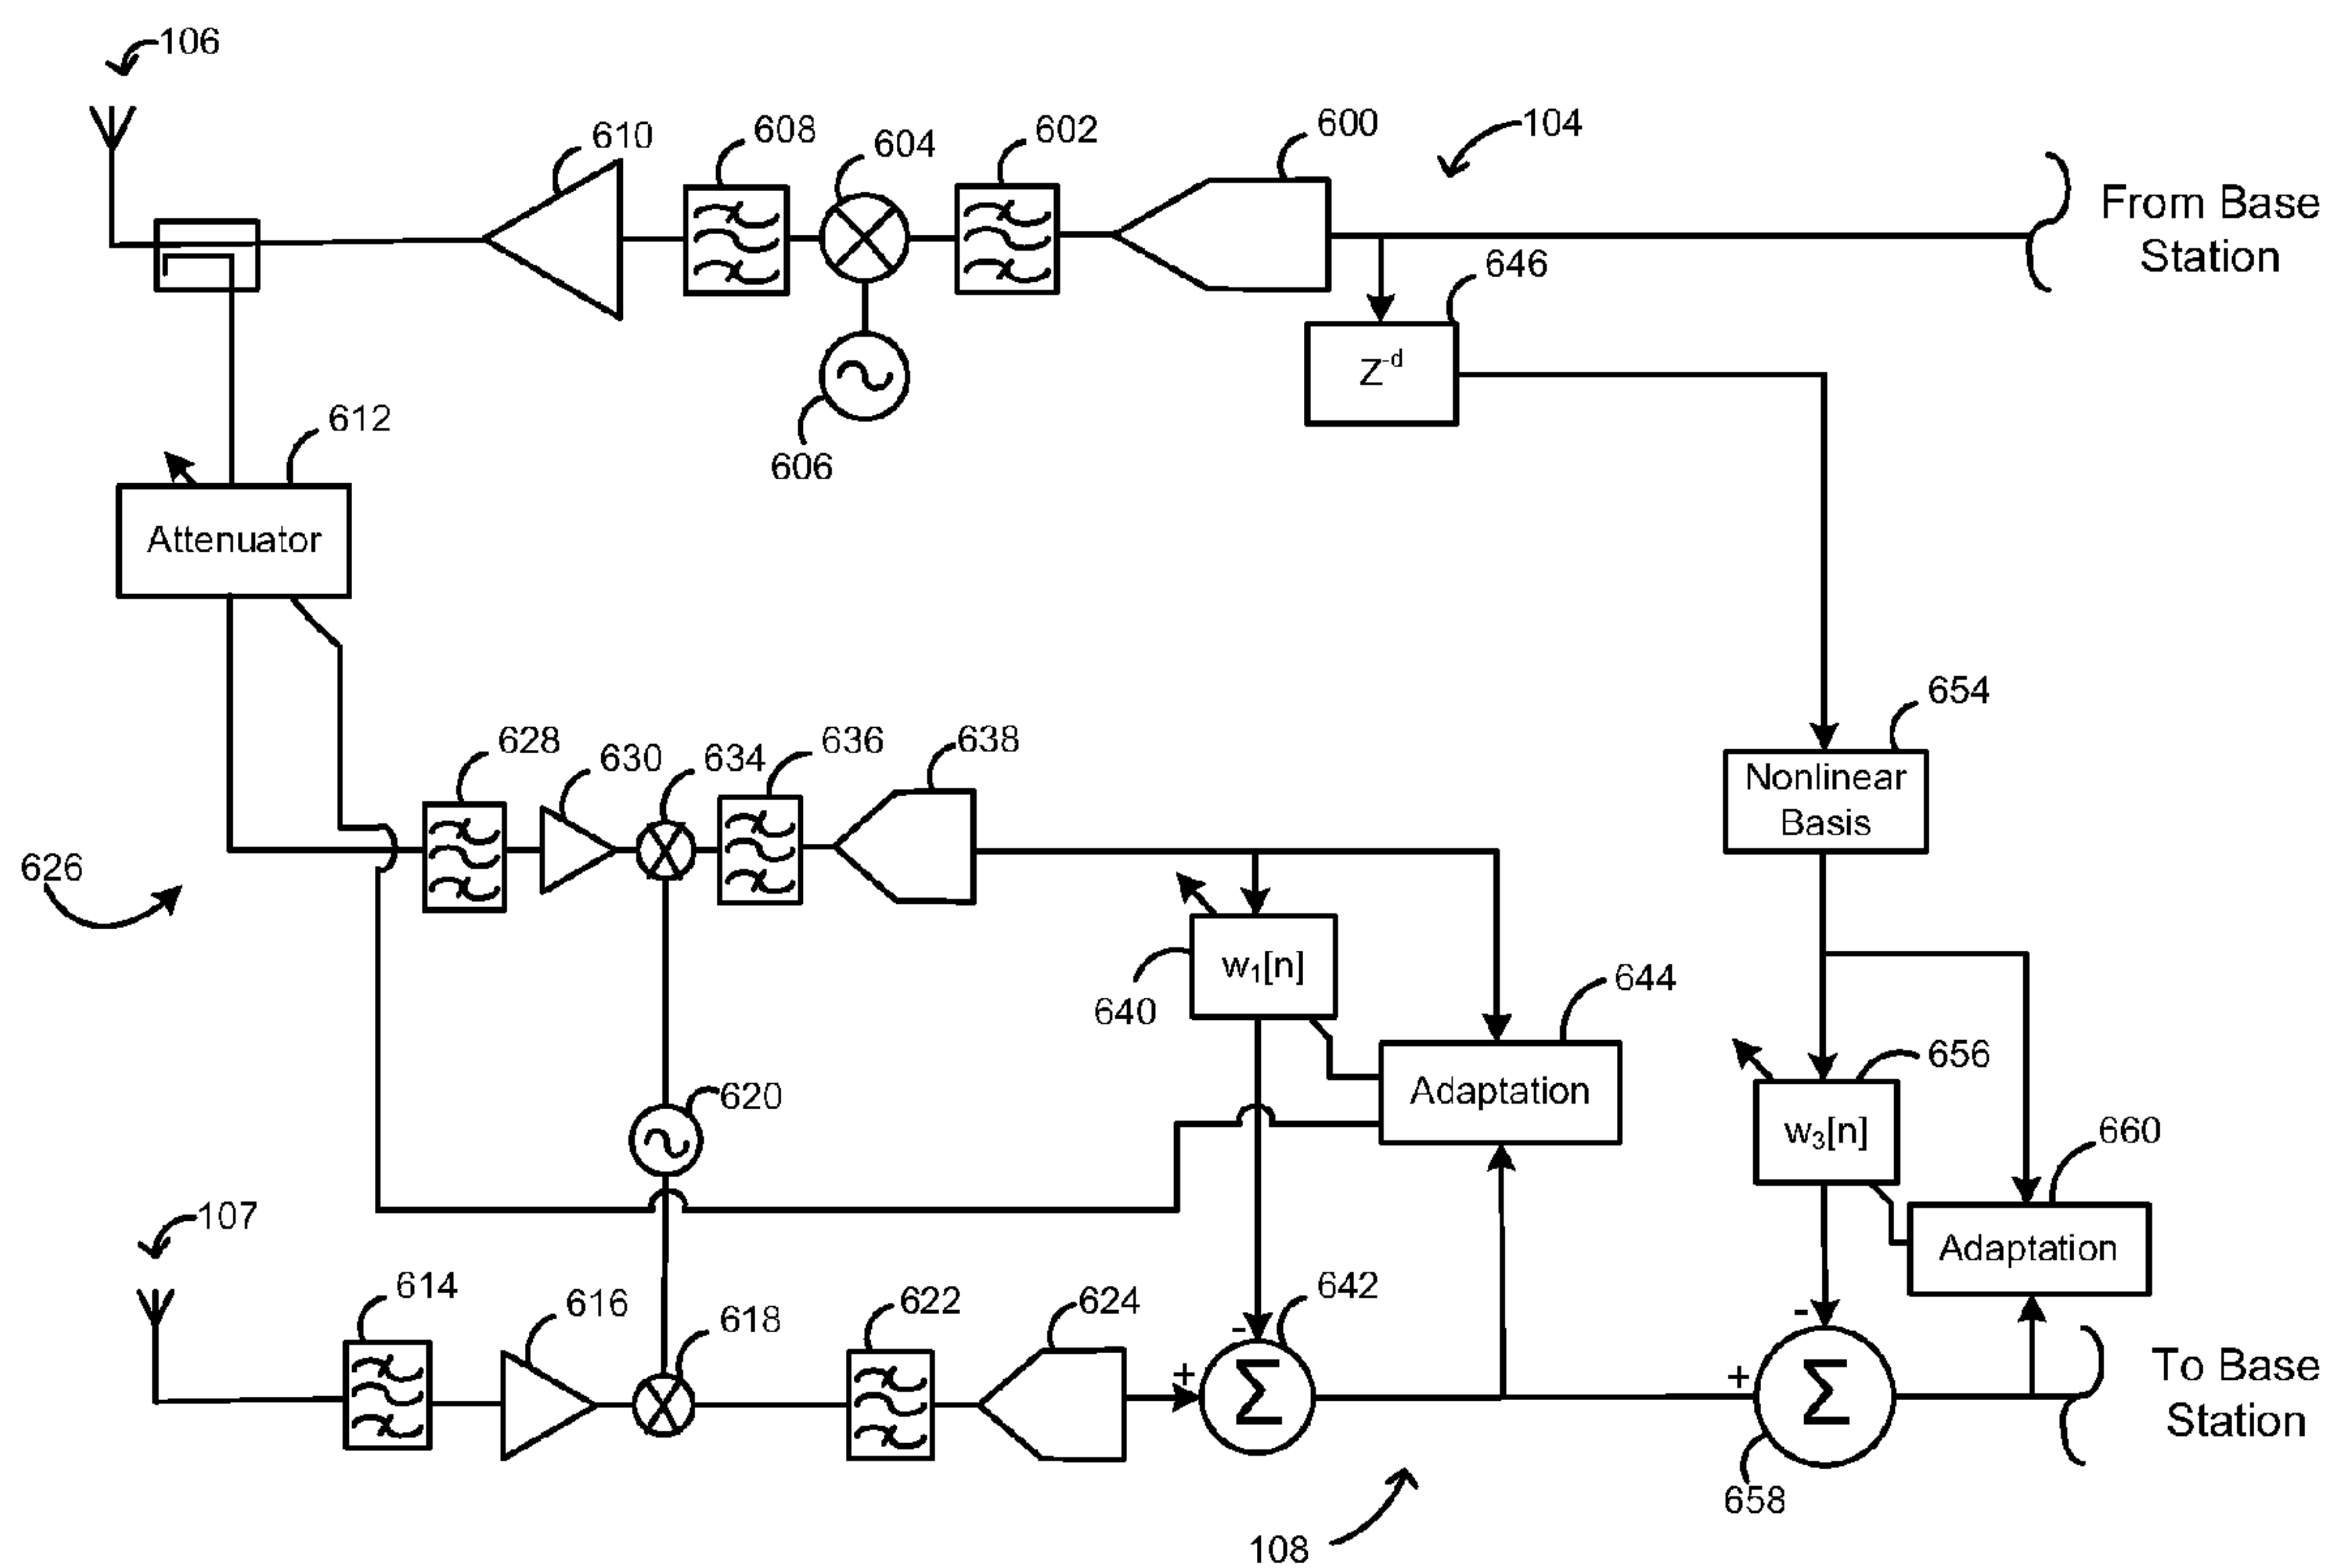 106
610
608
604
602
600
104
From Base
Station
646
Z-d
606
612
Attenuator
654
Nonlinear
Basis
628
630
634
636
638
626
640
w1[n]
644
Adaptation
656
w3[n]
660
Adaptation
620
107
614
616
618
622
624
642
-
+
Σ
-
+
Σ
658
To Base
Station
108